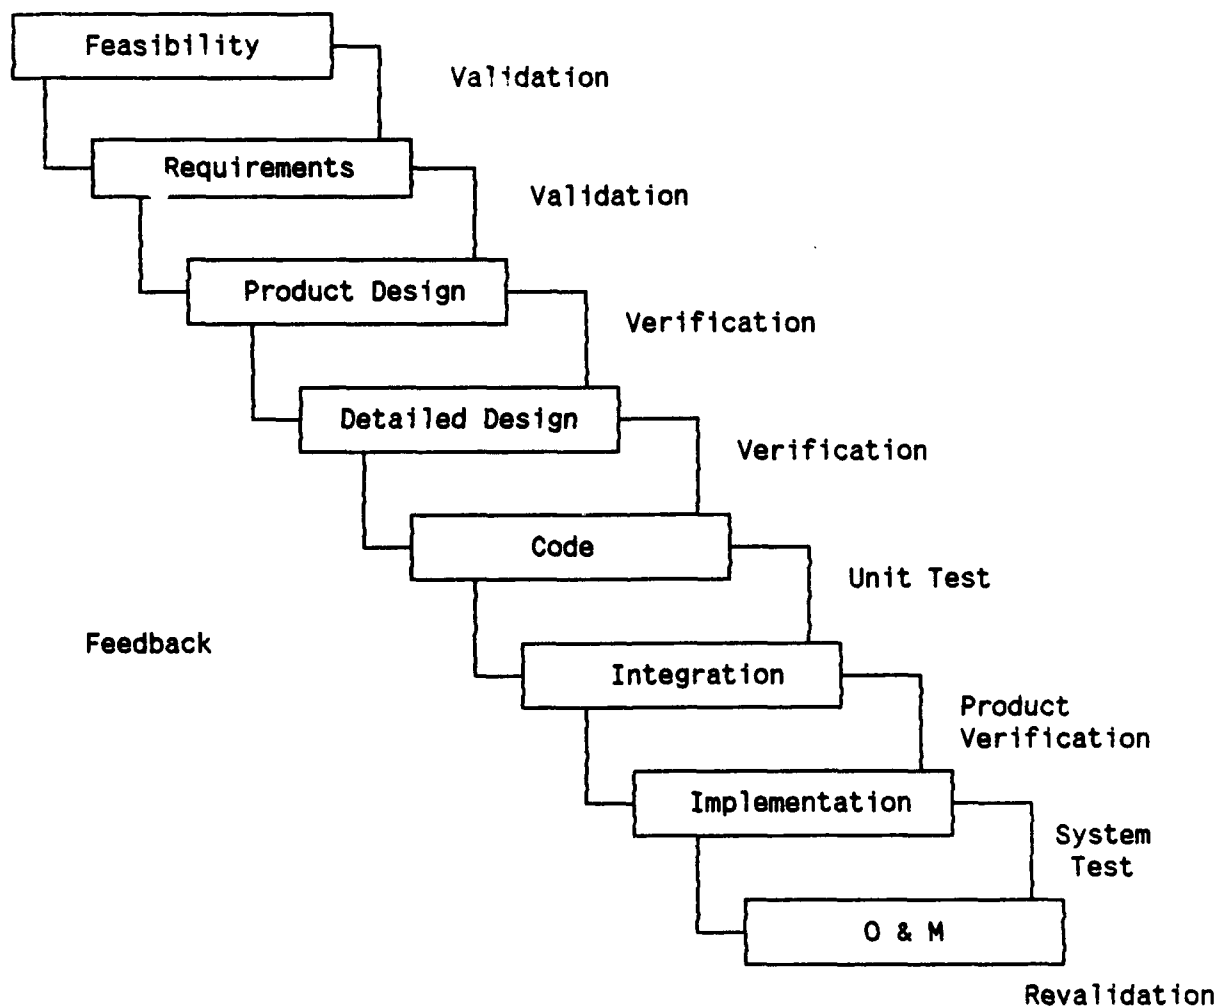 Feasibility
Validation
Requirements
Validation
Product Design
Verification
Detailed Design
Verification
Code
Unit Test
Feedback
Integration
Product
Verification
Implementation
System
Test
O & M
Revalidation